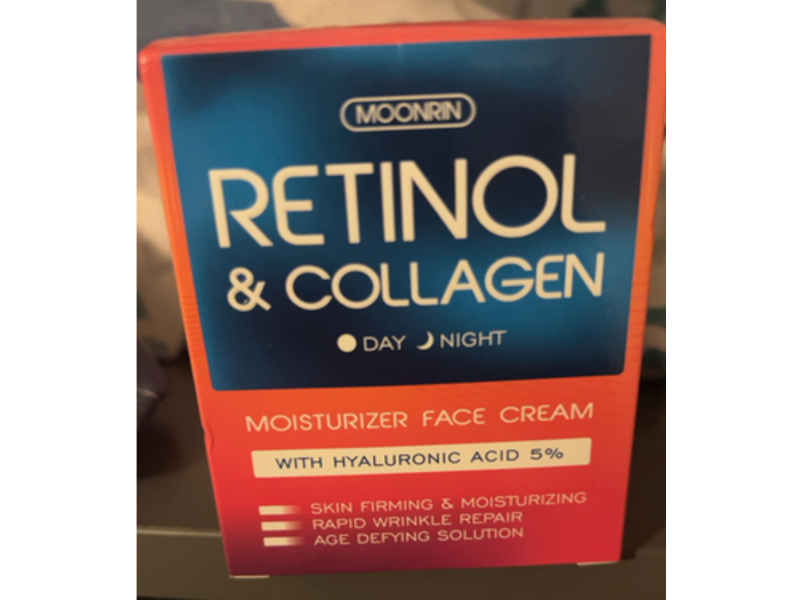 MOONRIN
RETINOL
& COLLAGEN
DAY NIGHT
MOISTURIZER FACE CREAM
WITH HYALURONIC ACID 5%
SKIN FIRMING & MOISTURIZING
RAPID WRINKLE REPAIR
AGE DEFYING SOLUTION